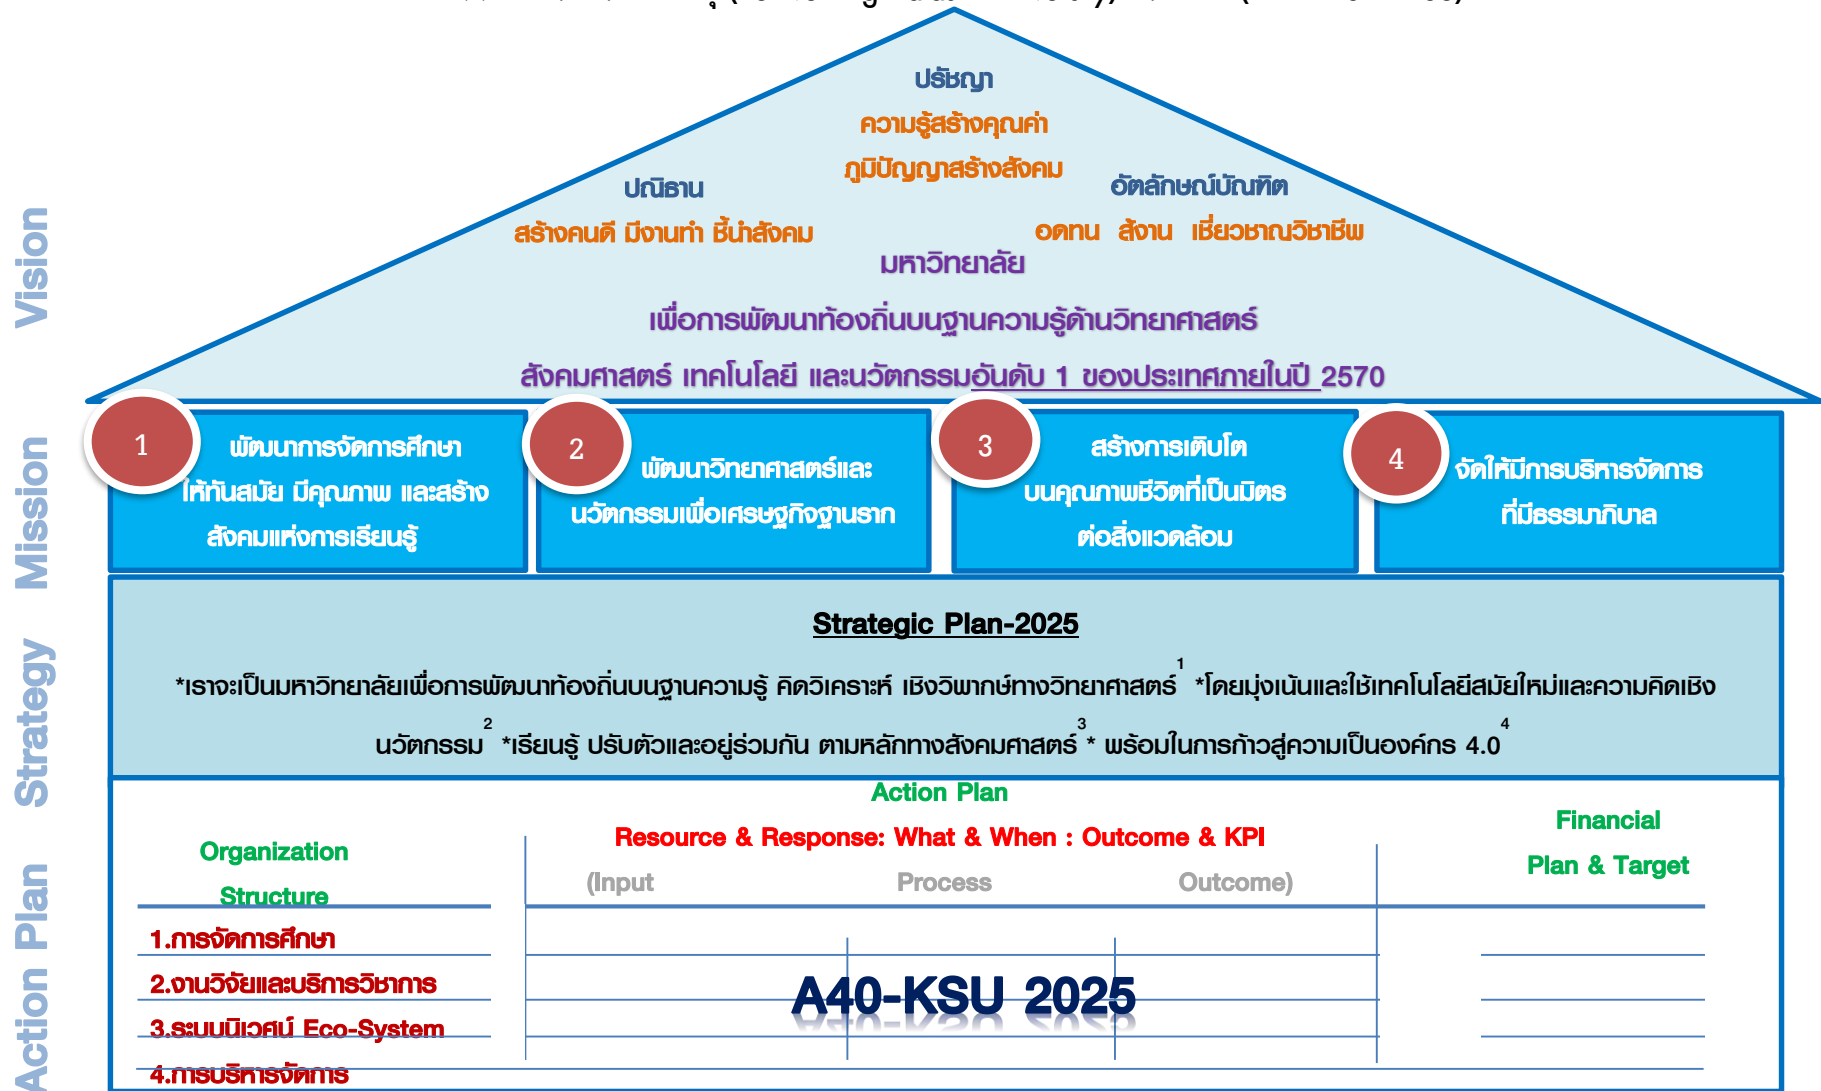 ปรัชญา
ความรู้สร้างคุณค่า
ภูมิปัญญาสร้างสังคม
ปณิธาน
สร้างคนดี มีงานทำ ชี้นำสังคม
อัตลักษณ์บัณฑิต
อดทน สู้งาน เชี่ยวชาญวิชาชีพ
มหาวิทยาลัย
เพื่อการพัฒนาท้องถิ่นบนฐานความรู้ด้านวิทยาศาสตร์
สังคมศาสตร์ เทคโนโลยี และนวัตกรรมอันดับ 1 ของประเทศภายในปี 2570
Vision
Mission
1
พัฒนาการจัดการศึกษา
ให้ทันสมัย มีคุณภาพ และสร้าง
สังคมแห่งการเรียนรู้
2
พัฒนาวิทยาศาสตร์และ
นวัตกรรมเพื่อเศรษฐกิจฐานราก
3
สร้างการเติบโต
บนคุณภาพชีวิตที่เป็นมิตร
ต่อสิ่งแวดล้อม
4
จัดให้มีการบริหารจัดการ
ที่มีธรรมาภิบาล
Strategy
Strategic Plan-2025
*เราจะเป็นมหาวิทยาลัยเพื่อการพัฒนาท้องถิ่นบนฐานความรู้ คิดวิเคราะห์ เชิงวิพากษ์ทางวิทยาศาสตร์1 *โดยมุ่งเน้นและใช้เทคโนโลยีสมัยใหม่และความคิดเชิง
นวัตกรรม2 *เรียนรู้ ปรับตัวและอยู่ร่วมกัน ตามหลักทางสังคมศาสตร์3* พร้อมในการก้าวสู่ความเป็นองค์กร 4.04
Action Plan
Action Plan
Resource & Response: What & When : Outcome & KPI
(Input Process Outcome)
Organization
Structure
Financial
Plan & Target
1.การจัดการศึกษา
2.งานวิจัยและบริการวิชาการ
3.ระบบนิเวศน์ Eco-System
4.การบริหารจัดการ
A40-KSU 2025